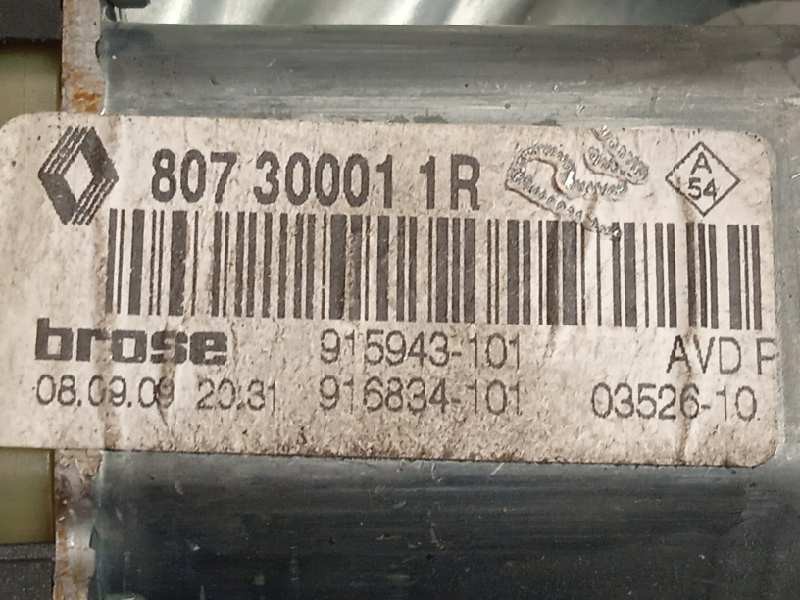 807 30001 1R
A
54
brose 915943-101 AVD P
08.09.09 20:31 916834-101 03526-10